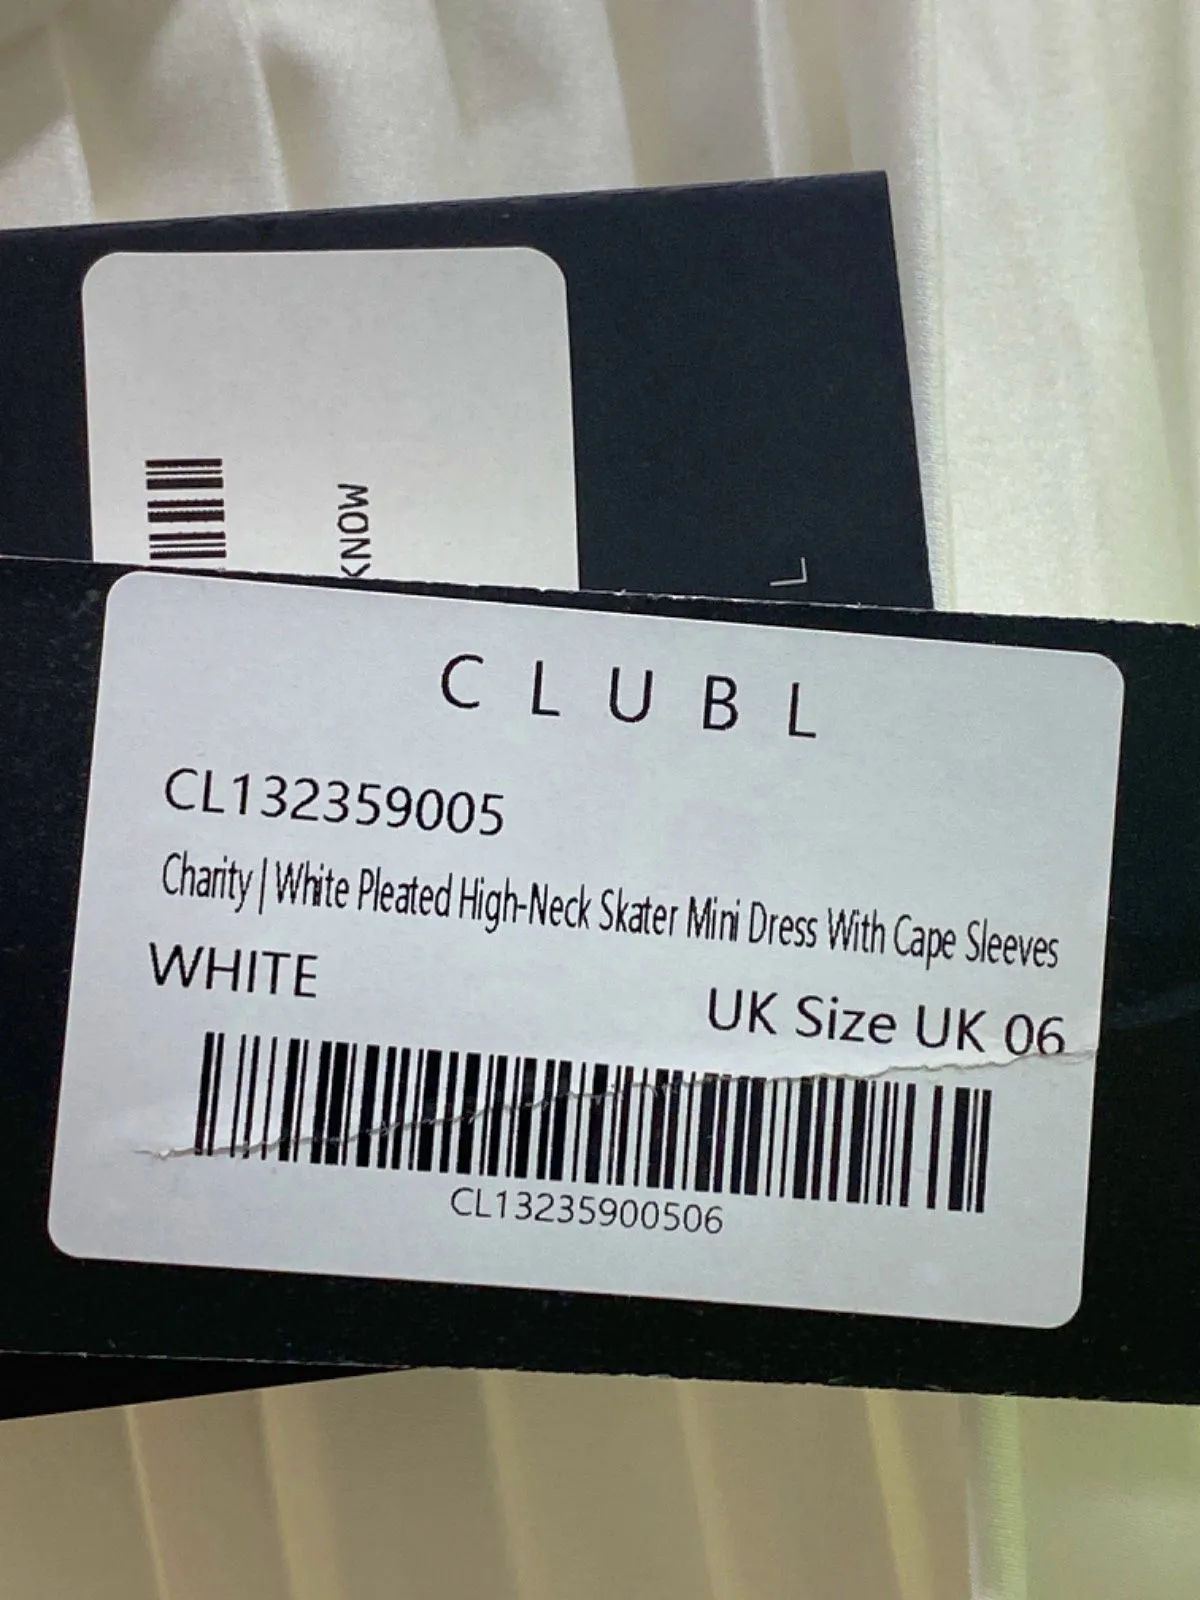 KNOW
C L U B L
CL132359005
Charity | White Pleated High-Neck Skater Mini Dress With Cape Sleeves
WHITE
UK Size UK 06
CL13235900506